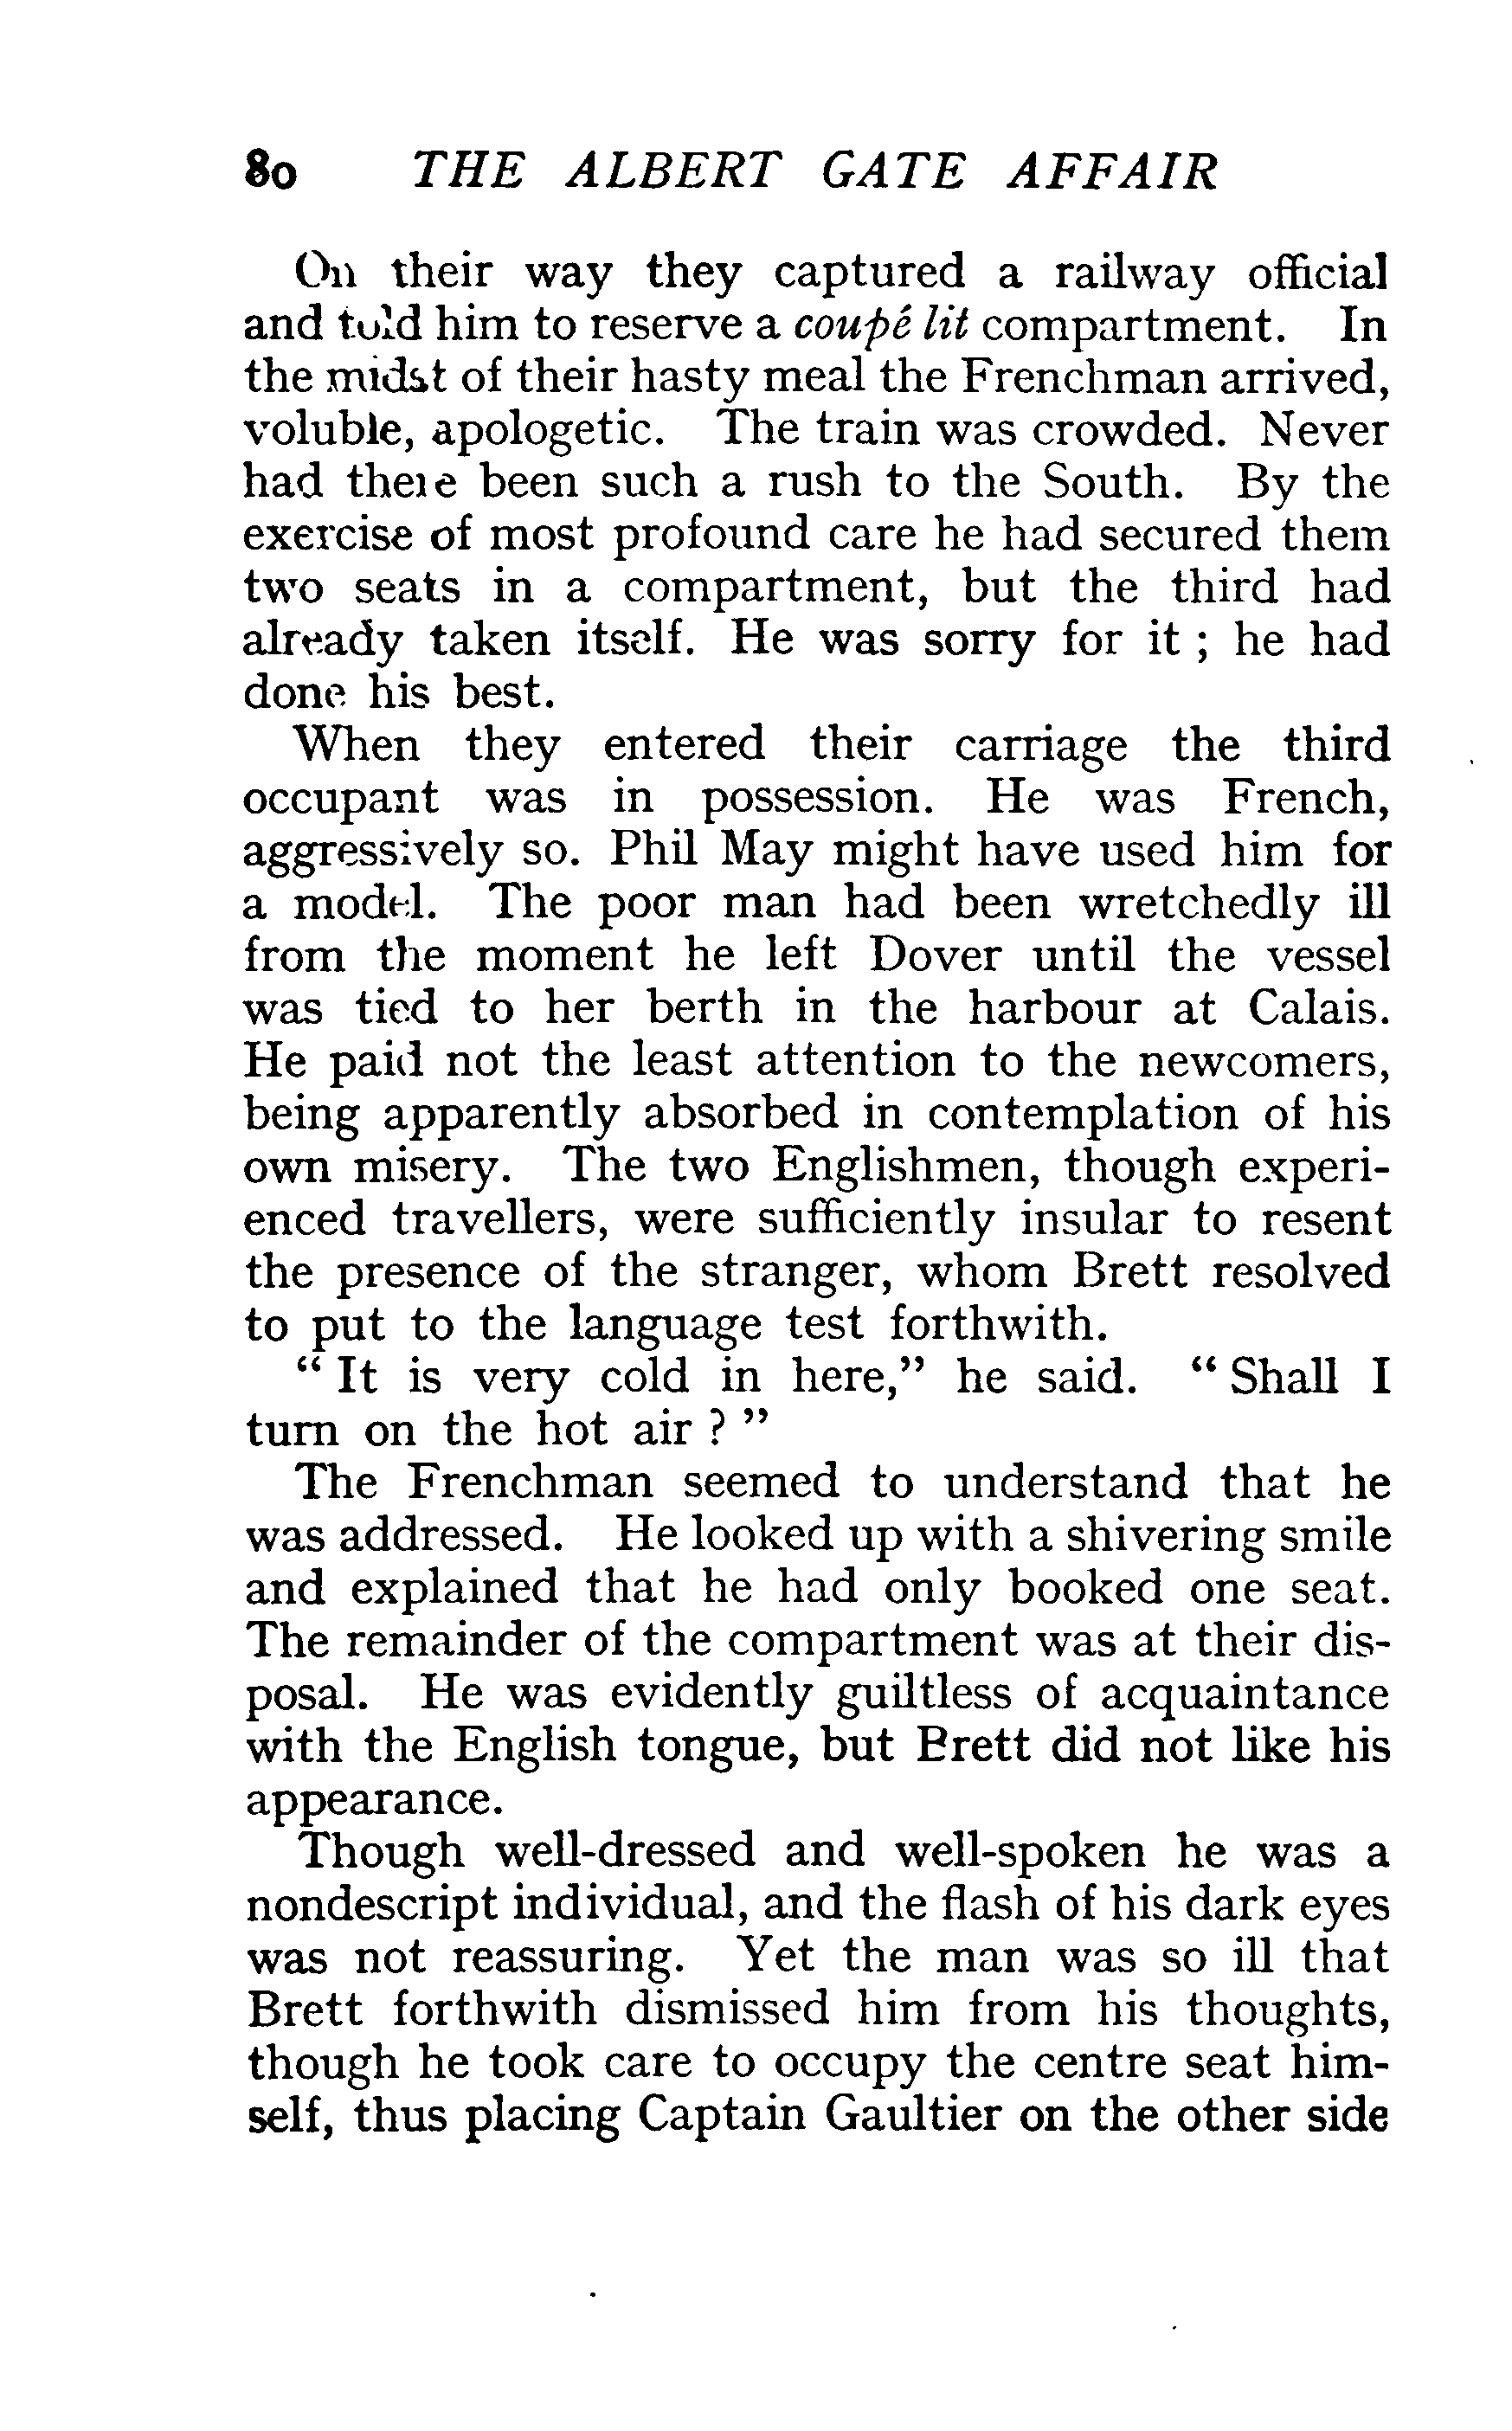 80 THE ALBERT GATE AFFAIR
On their way they captured a railway official
and told him to reserve a coupé lit compartment. In
the midst of their hasty meal the Frenchman arrived,
voluble, apologetic. The train was crowded. Never
had there been such a rush to the South. By the
exercise of most profound care he had secured them
two seats in a compartment, but the third had
already taken itself. He was sorry for it ; he had
done his best.
When they entered their carriage the third
occupant was in possession. He was French,
aggressively so. Phil May might have used him for
a model. The poor man had been wretchedly ill
from the moment he left Dover until the vessel
was tied to her berth in the harbour at Calais.
He paid not the least attention to the newcomers,
being apparently absorbed in contemplation of his
own misery. The two Englishmen, though experi-
enced travellers, were sufficiently insular to resent
the presence of the stranger, whom Brett resolved
to put to the language test forthwith.
“ It is very cold in here,” he said. “ Shall I
turn on the hot air ? ”
The Frenchman seemed to understand that he
was addressed. He looked up with a shivering smile
and explained that he had only booked one seat.
The remainder of the compartment was at their dis-
posal. He was evidently guiltless of acquaintance
with the English tongue, but Brett did not like his
appearance.
Though well-dressed and well-spoken he was a
nondescript individual, and the flash of his dark eyes
was not reassuring. Yet the man was so ill that
Brett forthwith dismissed him from his thoughts,
though he took care to occupy the centre seat him-
self, thus placing Captain Gaultier on the other side